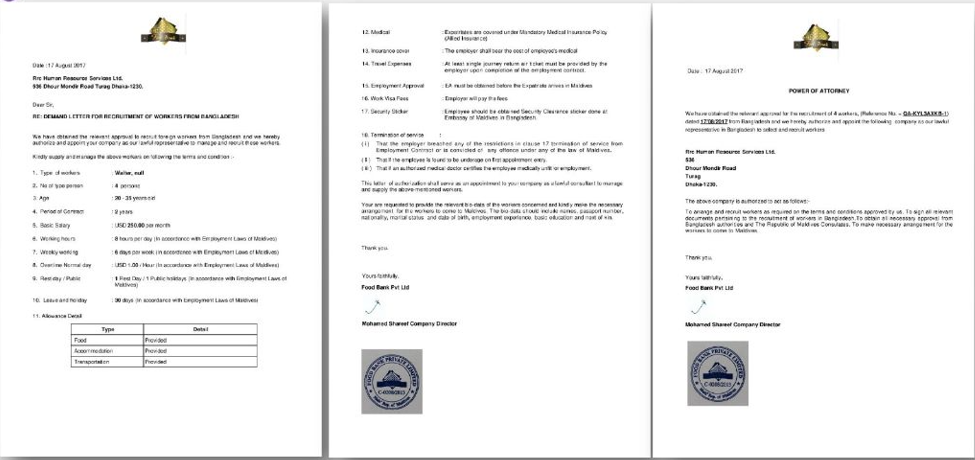 Date : 17 August 2017
Rrc Human Resource Services Ltd.
936 Dhour Mondir Road Turag Dhaka-1230.
Dear Sir,
RE: DEMAND LETTER FOR RECRUITMENT OF WORKERS FROM BANGLADESH
We have obtained the relevant approval to recruit foreign workers from Bangladesh and we hereby
authorize and appoint your company as our lawful representative to manage and recruit these workers.
Kindly supply and manage the above workers on following the terms and condition :-
1. Type of workers : Waiter, null
2. No of type person : 4 persons
3. Age : 20 - 35 years old
4. Period of Contract : 2 years
5. Basic Salary : USD 250.00 per month
6. Working hours : 8 hours per day (In accordance with Employment Laws of Maldives)
7. Weekly working : 6 days per week (In accordance with Employment Laws of Maldives)
8. Overtime Normal day : USD 1.00 / Hour (In accordance with Employment Laws of Maldives)
9. Rest day / Public : 1 Rest Day / 1 Public holidays (In accordance with Employment Laws of
Maldives)
10. Leave and holiday : 30 days (In accordance with Employment Laws of Maldives)
11. Allowance Detail
Type Detail
Food Provided
Accommodation Provided
Transportation Provided
12. Medical : Expatriates are covered under Mandatory Medical Insurance Policy
(Allied Insurance)
13. Insurance cover : The employer shall bear the cost of employee's medical
14. Travel Expenses : At least single journey return air ticket must be provided by the
employer upon completion of the employment contract.
15. Employment Approval : EA must be obtained before the Expatriate arrives in Maldives
16. Work Visa Fees : Employer will pay the fees
17. Security Sticker : Employee should be obtained Security Clearance sticker done at
Embassy of Maldives in Bangladesh
18. Termination of service :
( i ) That the employer breached any of the restrictions in clause 17 termination of service from
Employment Contract or is convicted of any offence under any of the law of Maldives.
( ii ) That if the employee is found to be underage on first appointment entry.
( iii ) That if an authorized medical doctor certifies the employee medically unfit for employment.
This letter of authorization shall serve as an appointment to your company as a lawful consultant to manage
and supply the above mentioned workers.
You are requested to provide the relevant bio-data of the workers concerned and kindly make the necessary
arrangement for this workers to come to Maldives. The bio data should include names, passport number,
nationality, marital status and date of birth, employment experience, basic education and next of kin
Thank you.
Yours faithfully,
Food Bank Pvt Ltd
Mohamed Shareef Company Director
FOOD BANK PRIVATE LIMITED
Date : 17 August 2017
POWER OF ATTORNEY
We have obtained the relevant approval for the recruitment of 4 workers, (Reference No. -
dated 17/08/2017 from Bangladesh and we hereby authorize and appoint the following company as our lawful
representative in Bangladesh to select and recruit workers
Rrc Human Resource Services Ltd.
936
Dhour Mondir Road
Turag
Dhaka-1230.
The above company is authorized to act as follows:-
To arrange and recruit workers as required on the terms and conditions approved by us. To sign all relevant
documents pertaining to the recruitment of workers in Bangladesh.To obtain all necessary approval from
Bangladesh authorities and The Republic of Maldives Consulates. To make necessary arrangement for the
workers to come to Maldives.
Thank you.
Yours faithfully,
Food Bank Pvt Ltd
Mohamed Shareef Company Director
FOOD BANK PRIVATE LIMITED